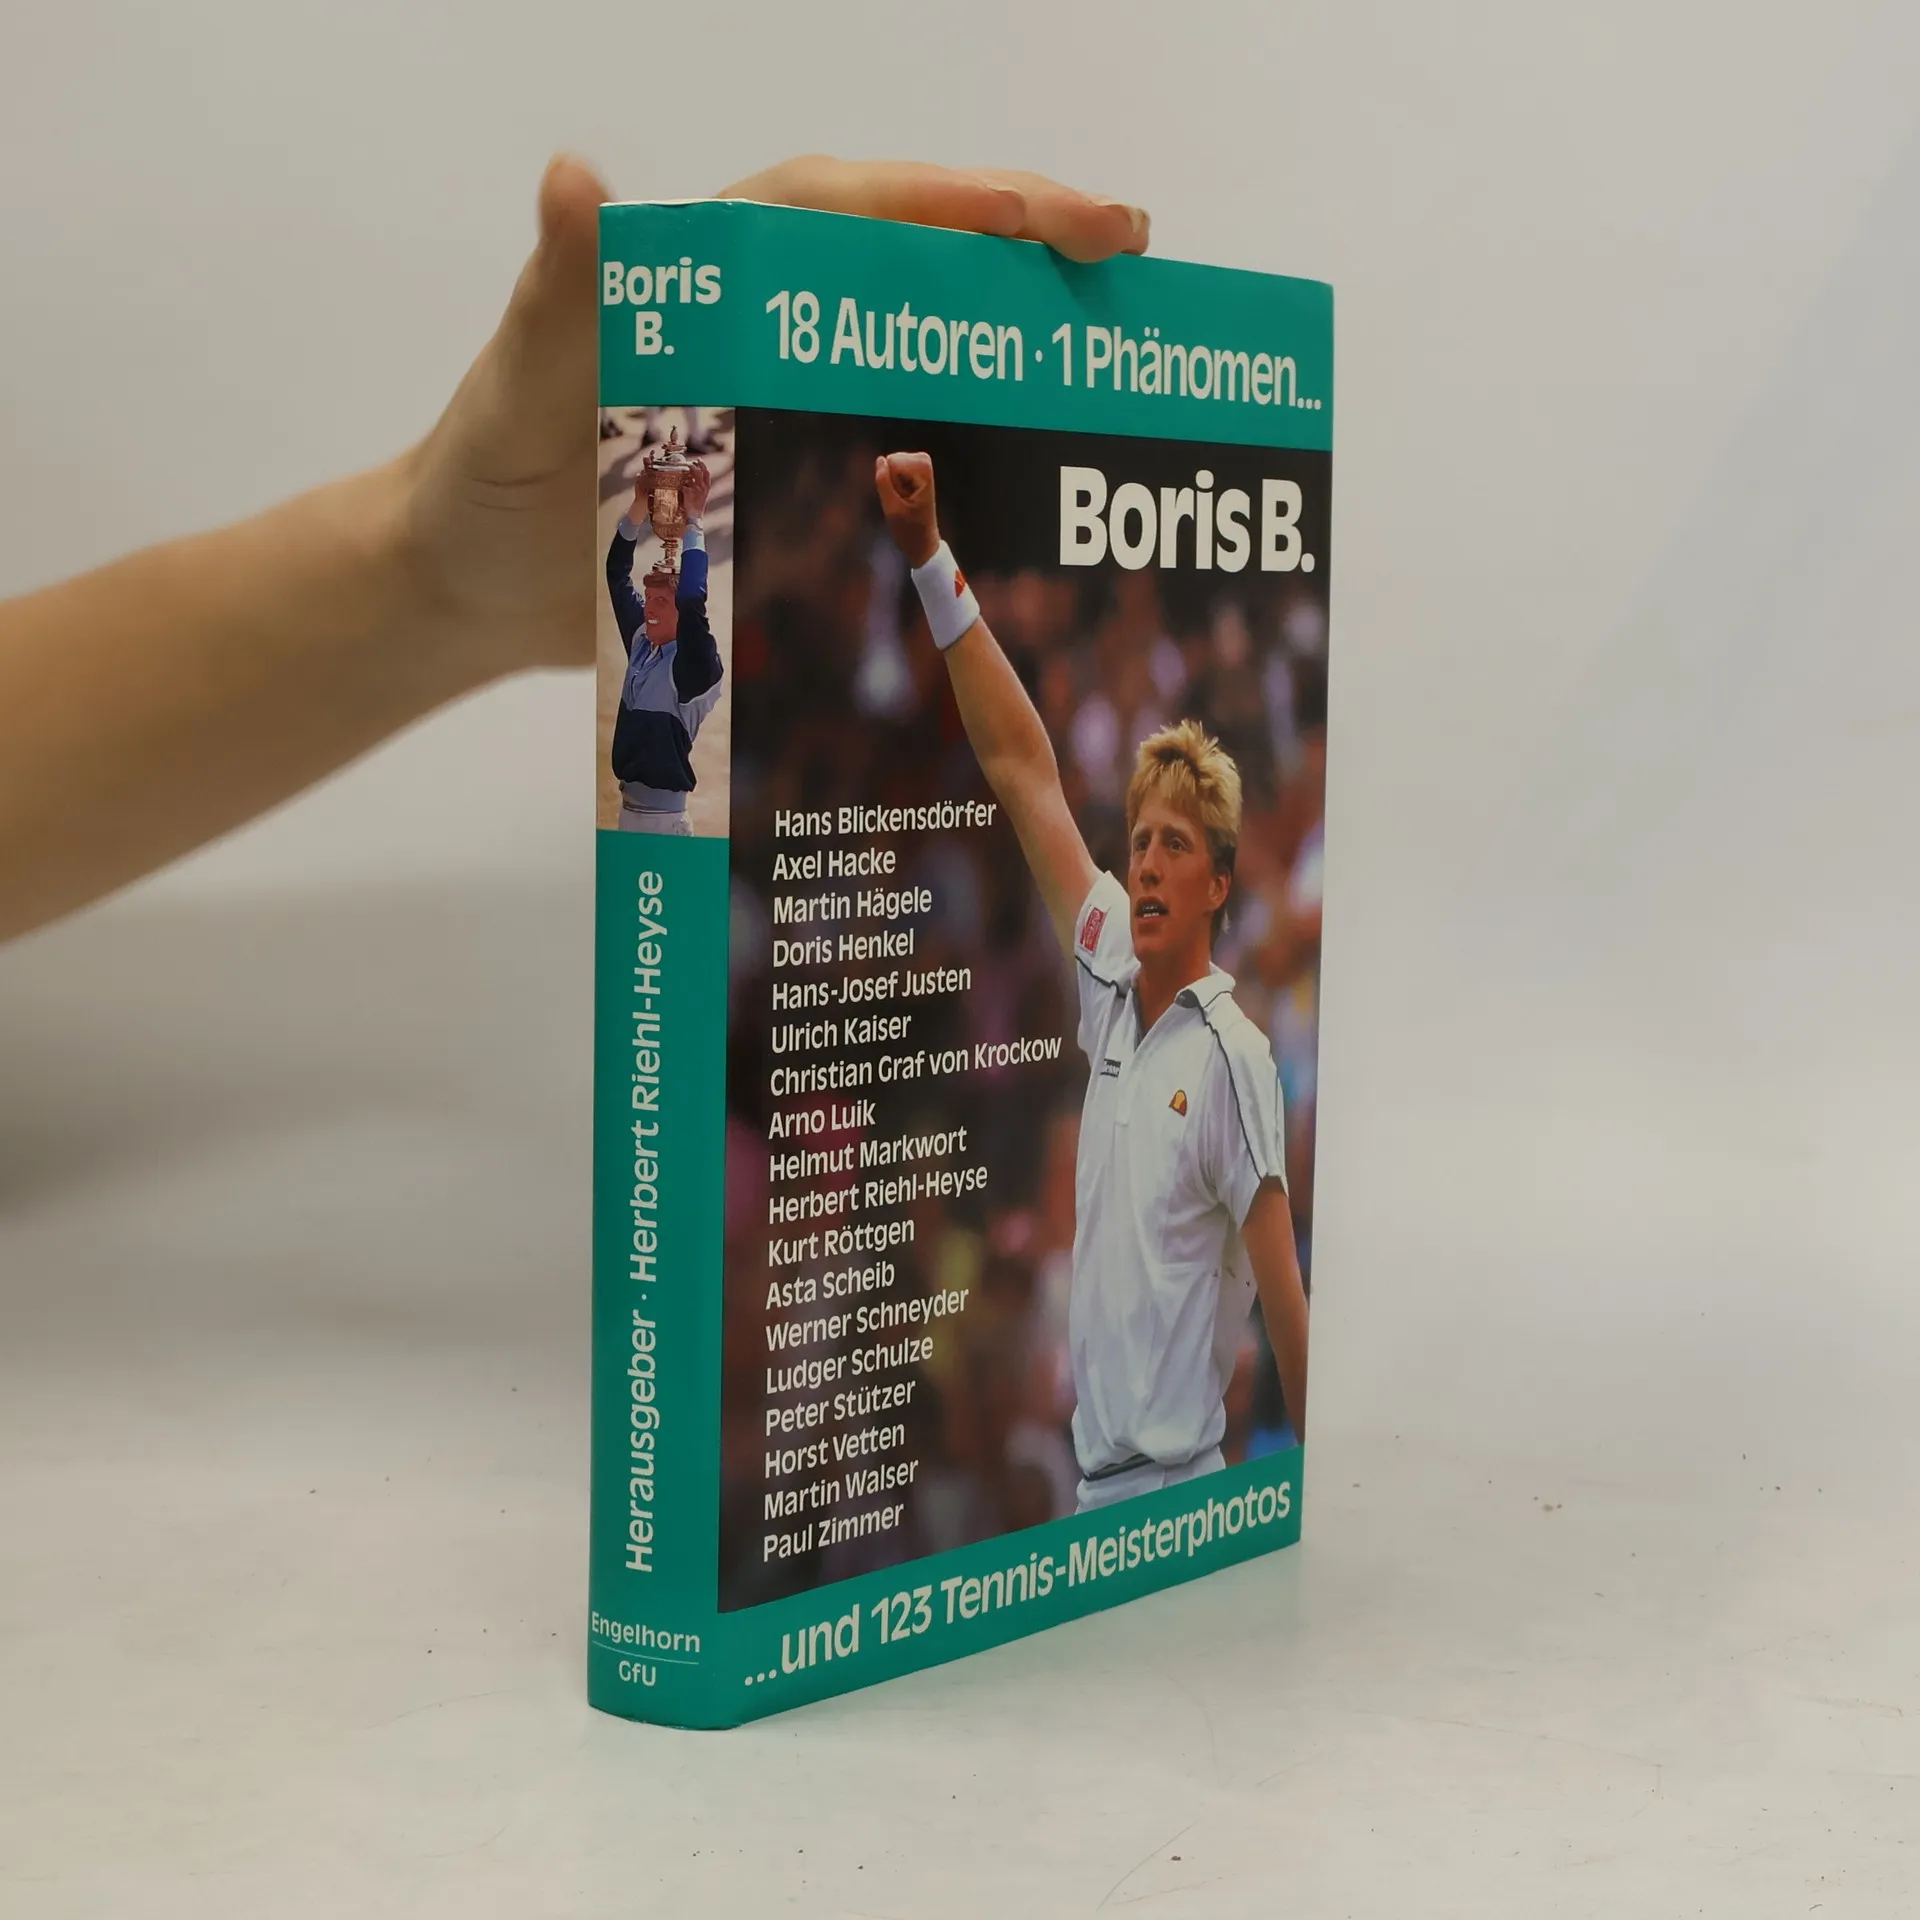 Boris
B.
Herausgeber · Herbert Riehl-Heyse
Engelhorn
GfU
18 Autoren · 1 Phänomen...
Boris B.
Hans Blickensdörfer
Axel Hacke
Martin Hägele
Doris Henkel
Hans-Josef Justen
Ulrich Kaiser
Christian Graf von Krockow
Arno Luik
Helmut Markwort
Herbert Riehl-Heyse
Kurt Röttgen
Asta Scheib
Werner Schneyder
Ludger Schulze
Peter Stützer
Horst Vetten
Martin Walser
Paul Zimmer
...und 123 Tennis-Meisterphotos